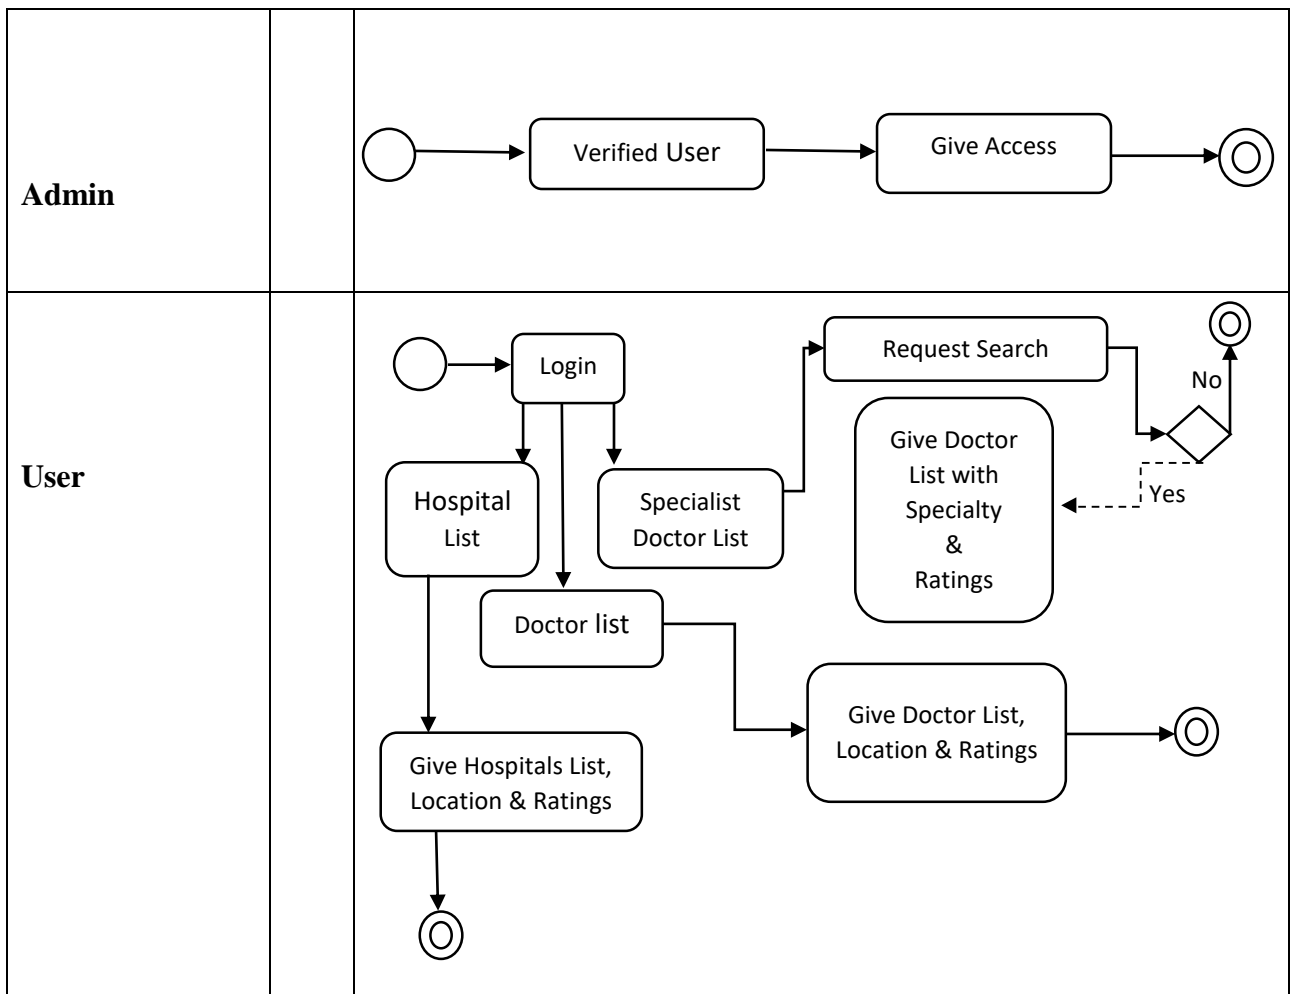 Admin
Verified User
Give Access
User
Login
Request Search
No
Yes
Hospital
List
Specialist
Doctor List
Give Doctor
List with
Specialty
&
Ratings
Doctor list
Give Doctor List,
Location & Ratings
Give Hospitals List,
Location & Ratings